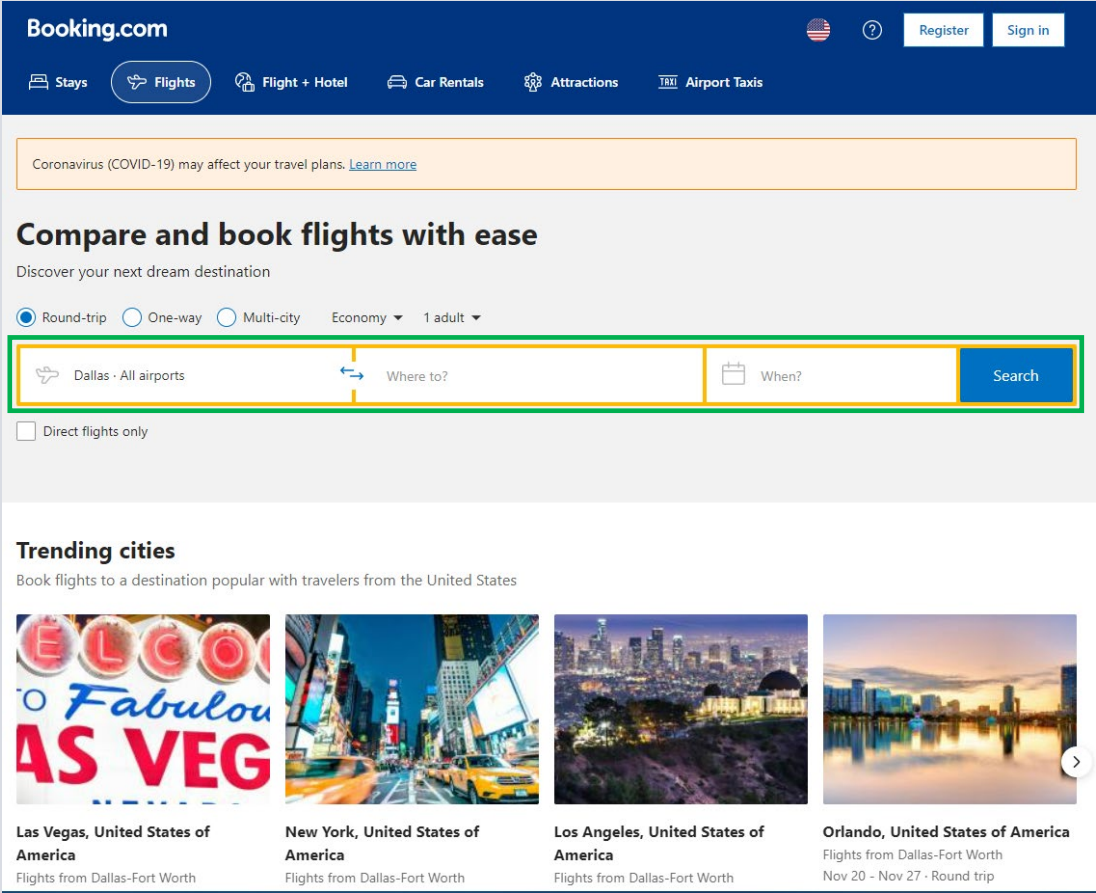 Booking.com
Register
Sign in
Stays
Flights
Flight + Hotel
Car Rentals
Attractions
TAXI Airport Taxis
Coronavirus (COVID-19) may affect your travel plans. Learn more
Compare and book flights with ease
Discover your next dream destination
Round-trip One-way Multi-city Economy 1 adult
Dallas · All airports
Where to?
When?
Search
Direct flights only
Trending cities
Book flights to a destination popular with travelers from the United States
ELCO
TO Fabulou
AS VEG
Las Vegas, United States of
America
Flights from Dallas-Fort Worth
New York, United States of
America
Flights from Dallas-Fort Worth
Los Angeles, United States of
America
Flights from Dallas-Fort Worth
Orlando, United States of America
Flights from Dallas-Fort Worth
Nov 20 - Nov 27 · Round trip